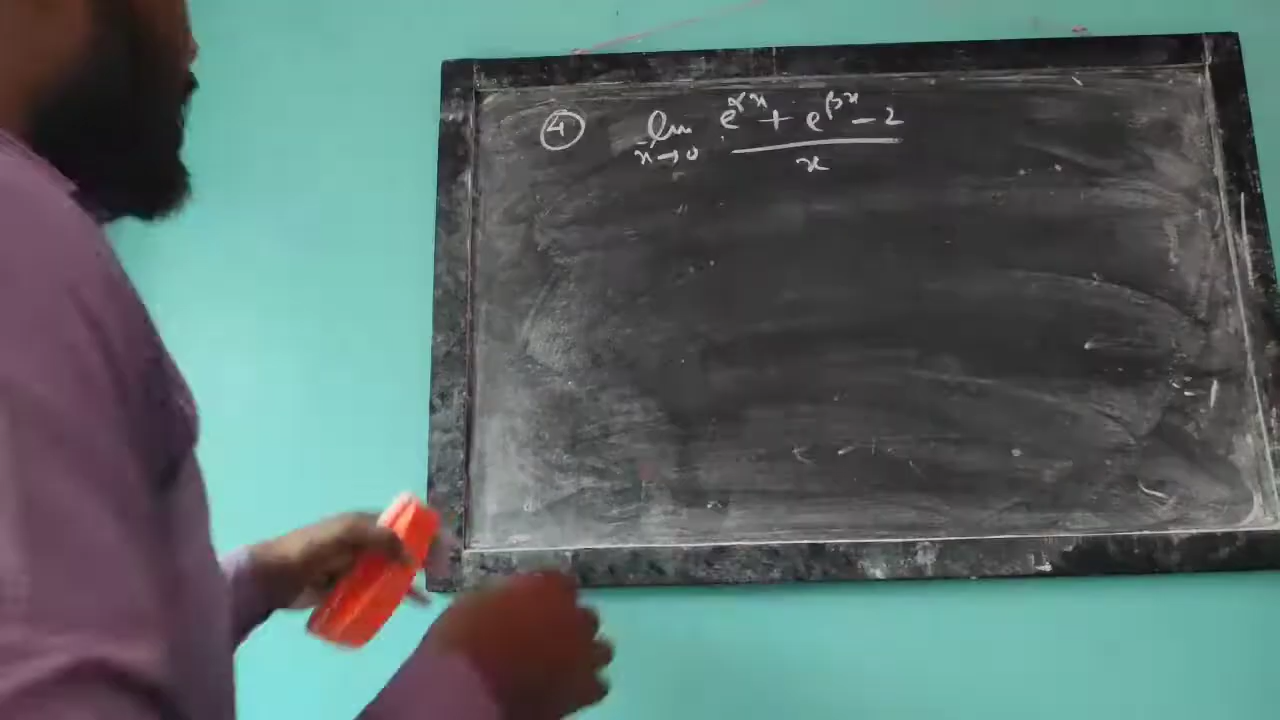 ④ lim x→0 (e^{αx} + e^{βx} - 2) / x